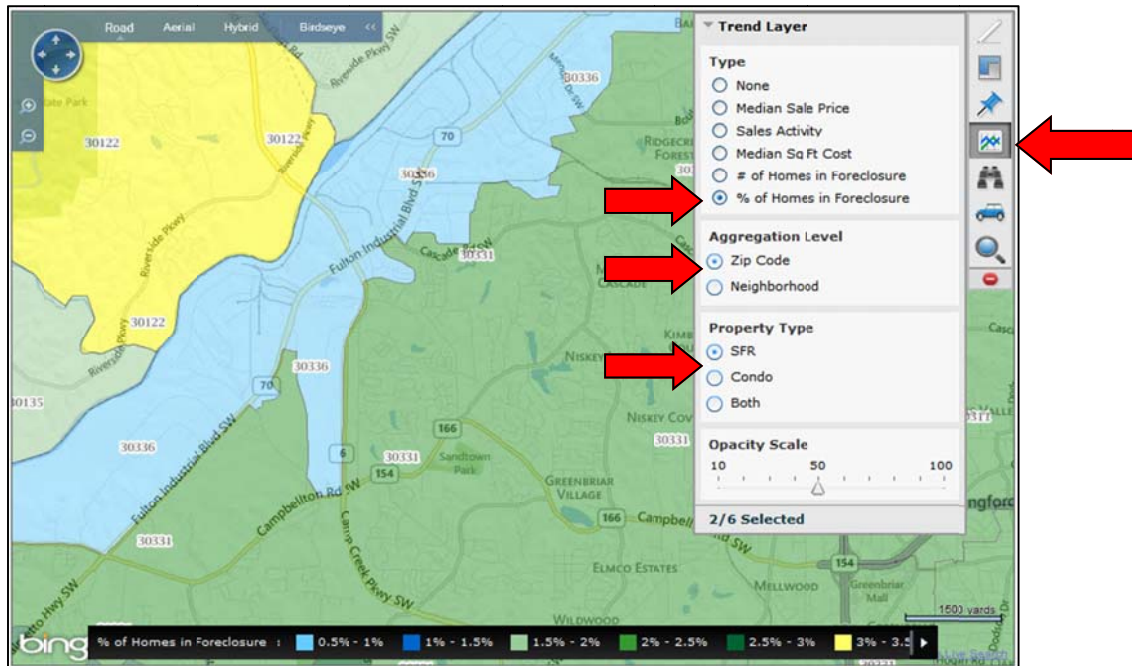 Road Aerial Hybrid Birdseye <<
Riverside Pkwy SW
30336
30122
30122
70
30336
Riverside Pkwy
Fulton Industrial Blvd SW
30331
Cascade
Riverside Pkwy
30122
30336
Niskey
70
30135
Niskey Cov
166
30331
30336
6
30331
Sandtown
Park
154
Fulton Industrial Blvd SW
Campbellton Rd SW
Greenbriar
Village
166
30331
Camp Creek Pkwy SW
Elmco Estates
154
Mellwood
Greenbriar
Mall
Wildwood
1500 yards
Trend Layer
Type
None
Median Sale Price
Sales Activity
Median Sq Ft Cost
# of Homes in Foreclosure
% of Homes in Foreclosure
Aggregation Level
Zip Code
Neighborhood
Property Type
SFR
Condo
Both
Opacity Scale
10 50 100
2/6 Selected
bing
% of Homes in Foreclosure : 0.5% - 1% 1% - 1.5% 1.5% - 2% 2% - 2.5% 2.5% - 3% 3% - 3.5